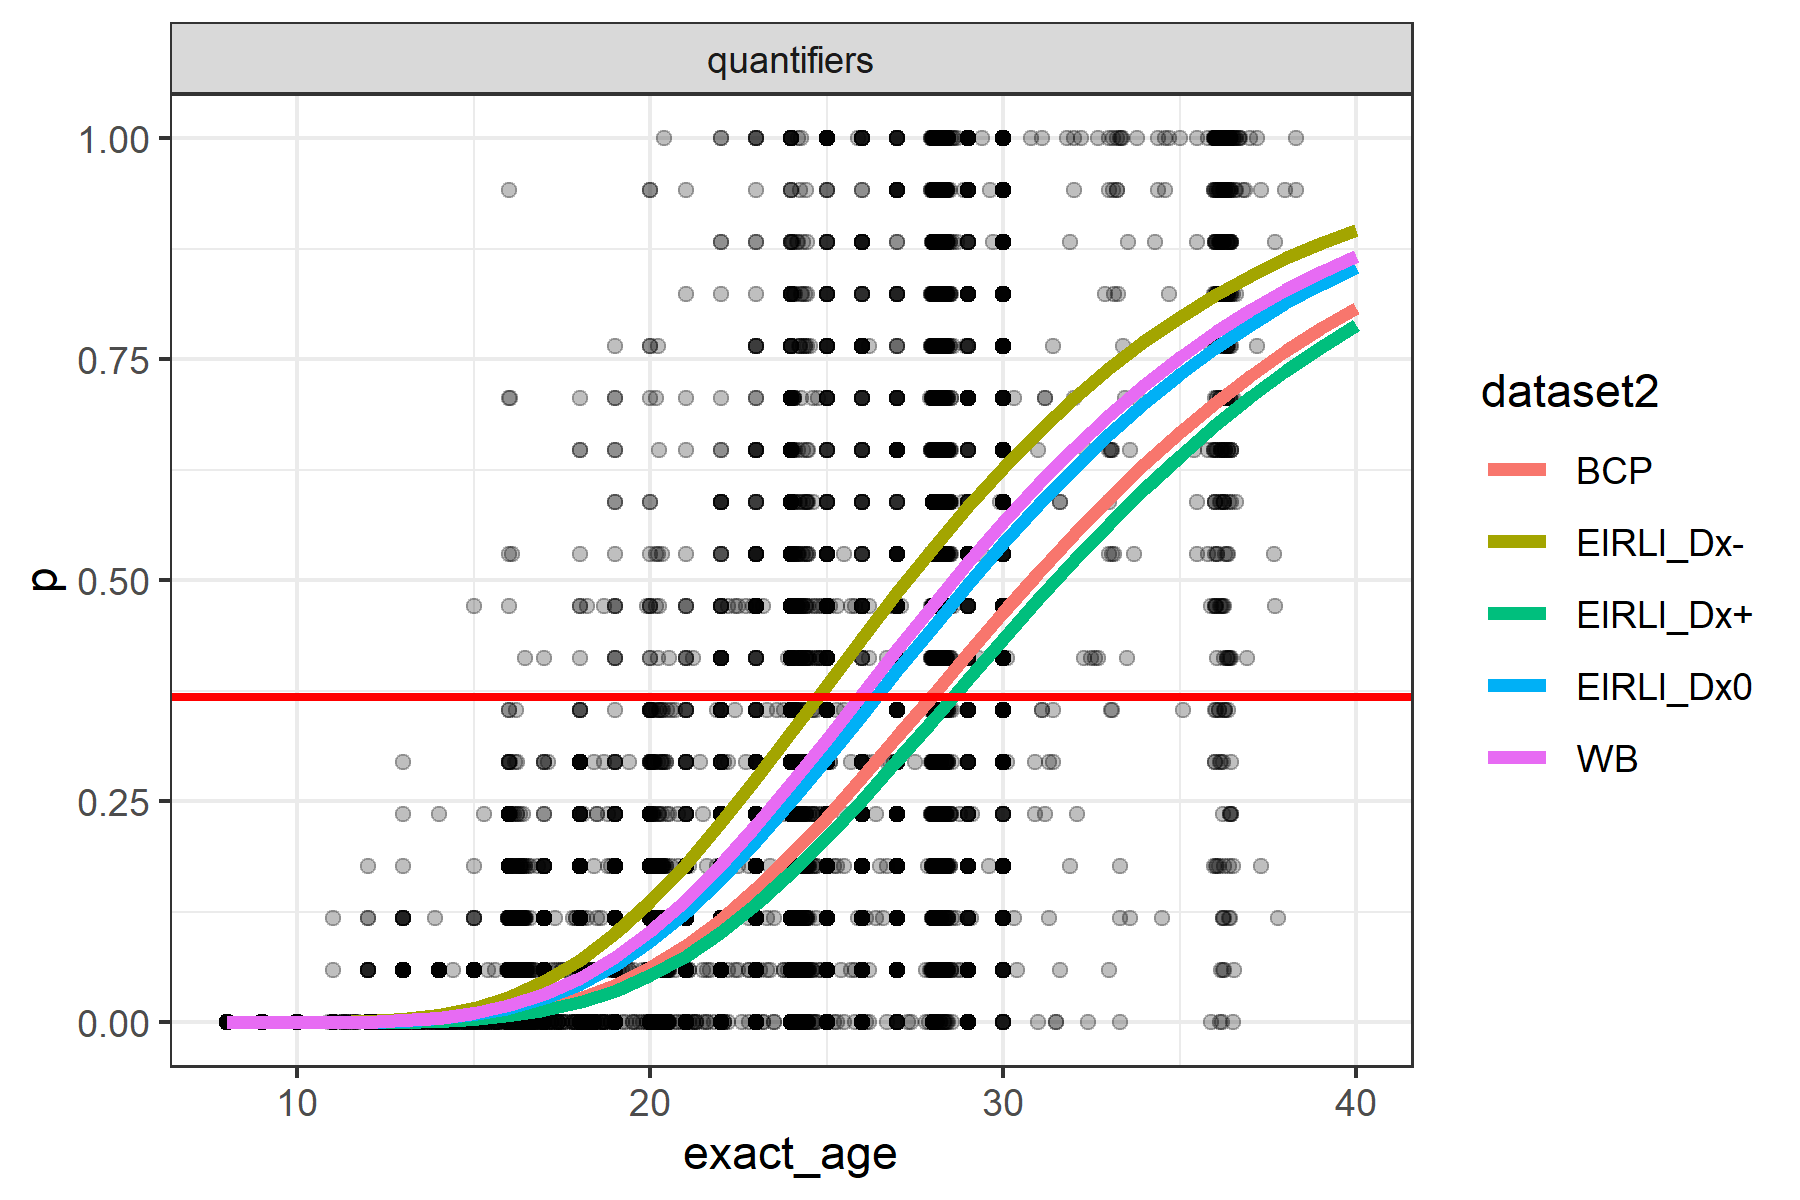 quantifiers
1.00
0.75
0.50
0.25
0.00
p
10 20 30 40
exact_age
dataset2
BCP
EIRLI_Dx-
EIRLI_Dx+
EIRLI_Dx0
WB